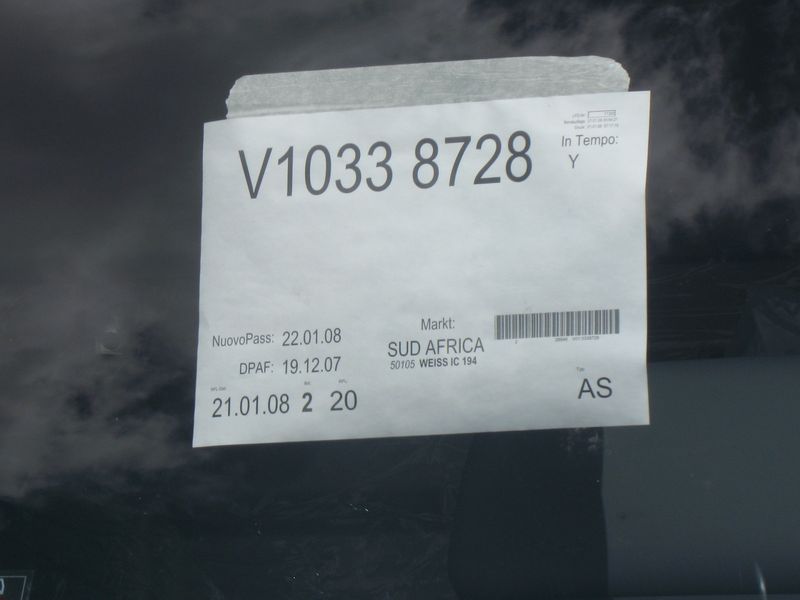 V1033 8728
In Tempo:
Y
NuovoPass: 22.01.08
DPAF: 19.12.07
21.01.08 2 20
Markt:
SUD AFRICA
50105 WEISS IC 194
Typ
AS